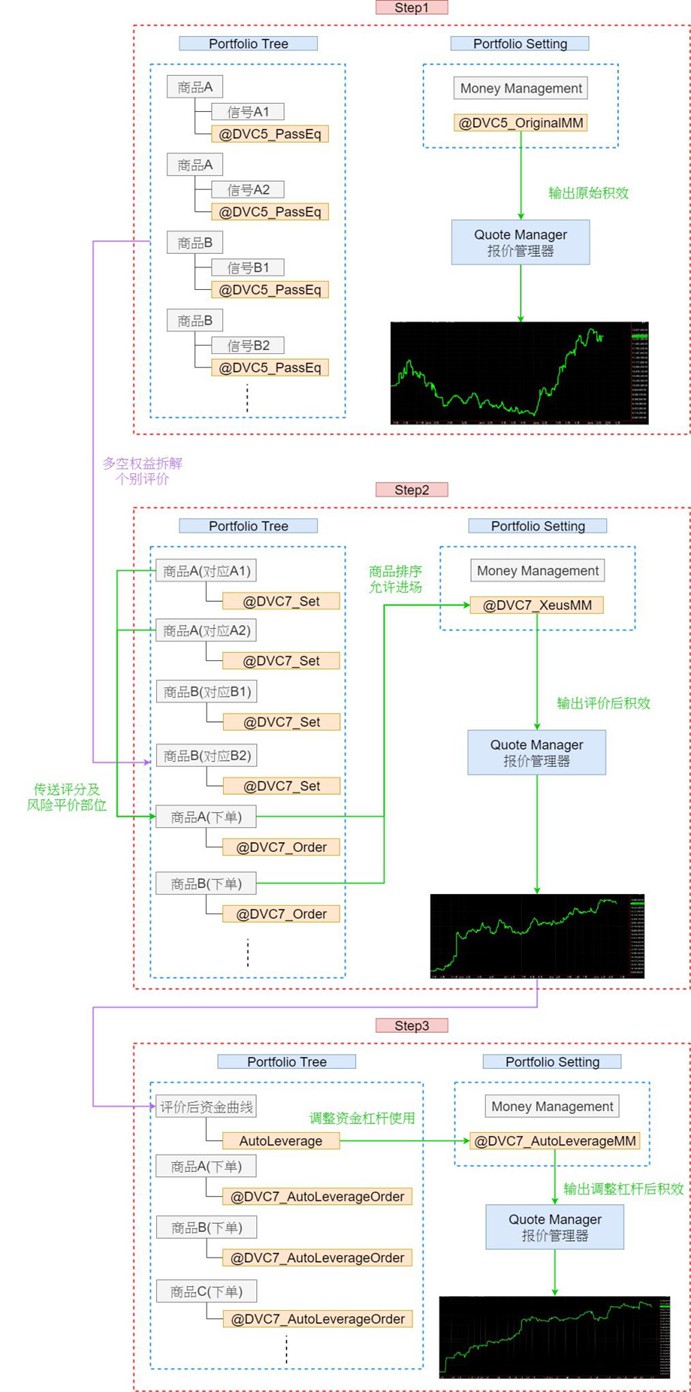 Step1
Portfolio Tree
Portfolio Setting
商品A
信号A1
@DVC5_PassEq
商品A
信号A2
@DVC5_PassEq
商品B
信号B1
@DVC5_PassEq
商品B
信号B2
@DVC5_PassEq
Money Management
@DVC5_OriginalMM
输出原始积效
Quote Manager
报价管理器
多空权益拆解
个别评价
Step2
Portfolio Tree
Portfolio Setting
商品A(对应A1)
@DVC7_Set
商品A(对应A2)
@DVC7_Set
商品B(对应B1)
@DVC7_Set
商品B(对应B2)
@DVC7_Set
商品A(下单)
@DVC7_Order
商品B(下单)
@DVC7_Order
传送评分及
风险平价部位
商品排序
允许进场
Money Management
@DVC7_XeusMM
输出评价后积效
Quote Manager
报价管理器
Step3
Portfolio Tree
Portfolio Setting
评价后资金曲线
AutoLeverage
商品A(下单)
@DVC7_AutoLeverageOrder
商品B(下单)
@DVC7_AutoLeverageOrder
商品C(下单)
@DVC7_AutoLeverageOrder
调整资金杠杆使用
Money Management
@DVC7_AutoLeverageMM
输出调整杠杆后积效
Quote Manager
报价管理器